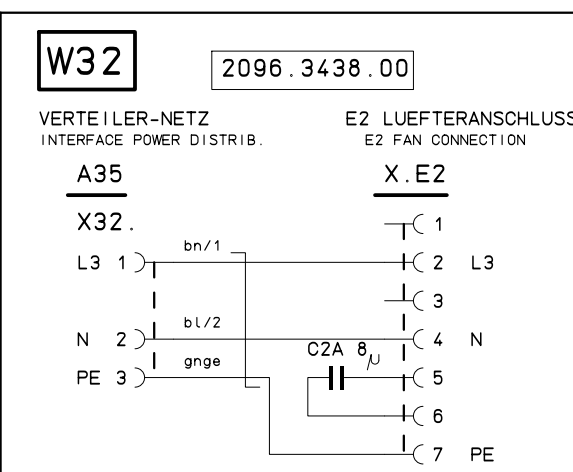 W32
2096.3438.00
VERTEILER-NETZ
INTERFACE POWER DISTRIB.
E2 LUEFTERANSCHLUSS
E2 FAN CONNECTION
A35
X.E2
X32.
1
L3 1 bn/1 2 L3
3
N 2 bl/2 4 N
C2A 8µ
PE 3 gnge 5
6
7 PE